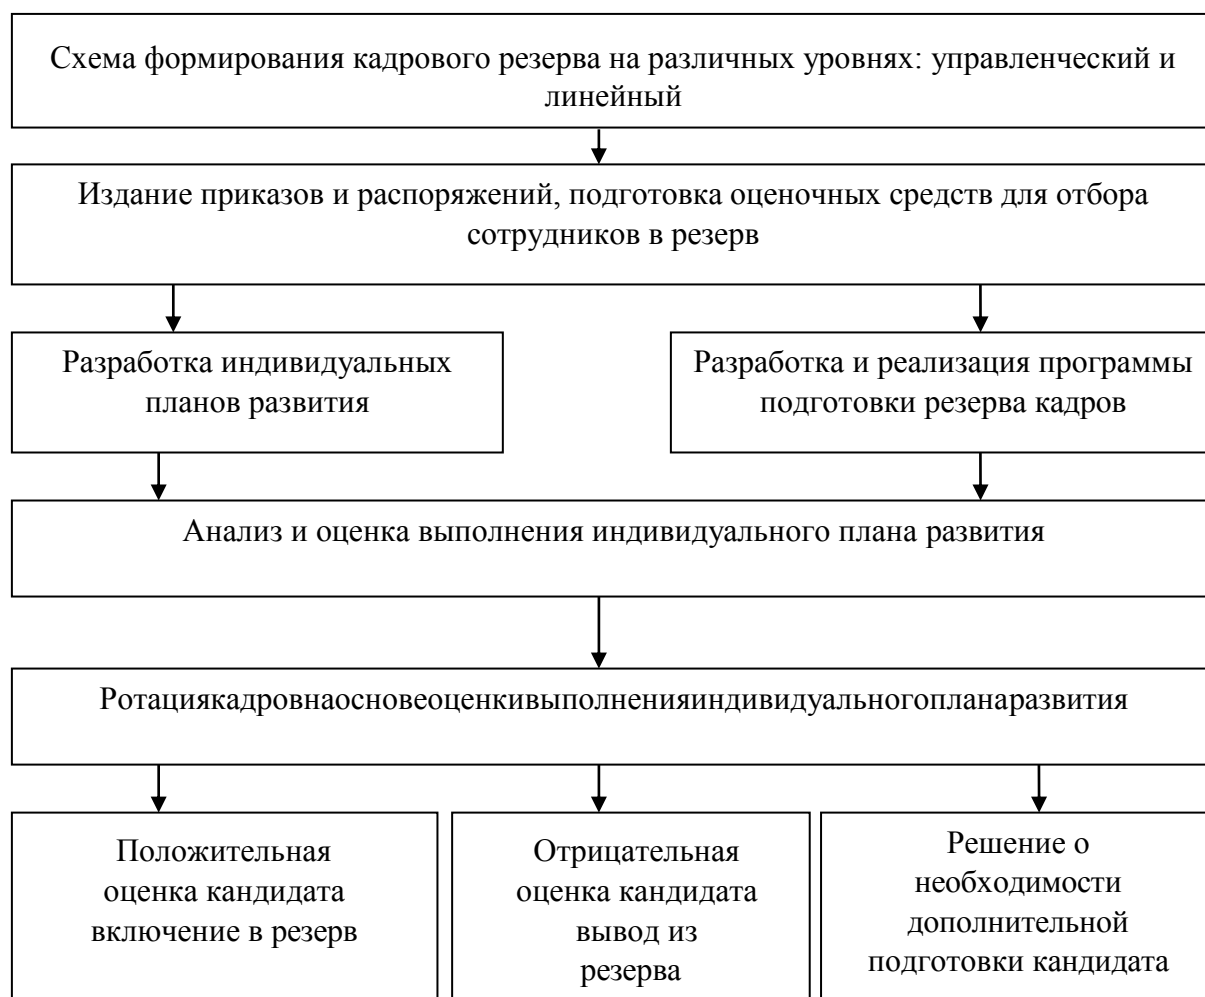 Схема формирования кадрового резерва на различных уровнях: управленческий и
линейный
Издание приказов и распоряжений, подготовка оценочных средств для отбора
сотрудников в резерв
Разработка индивидуальных
планов развития
Разработка и реализация программы
подготовки резерва кадров
Анализ и оценка выполнения индивидуального плана развития
Ротациякадровнаосновеоценкивыполненияиндивидуальногопланаразвития
Положительная
оценка кандидата
включение в резерв
Отрицательная
оценка кандидата
вывод из
резерва
Решение о
необходимости
дополнительной
подготовки кандидата